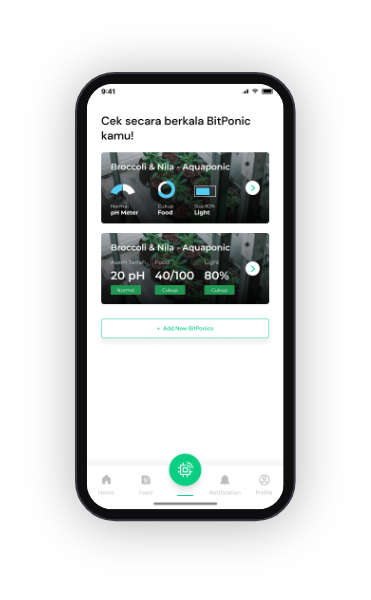 9:41
Cek secara berkala BitPonic
kamu!
Broccoli & Nila - Aquaponic
Normal Cukup Sisa 80%
pH Meter Food Light
Broccoli & Nila - Aquaponic
Asam Tanah Food Light
20 pH 40/100 80%
Normal Cukup Cukup
+ Add New BitPonics
Home Feed Notification Profile